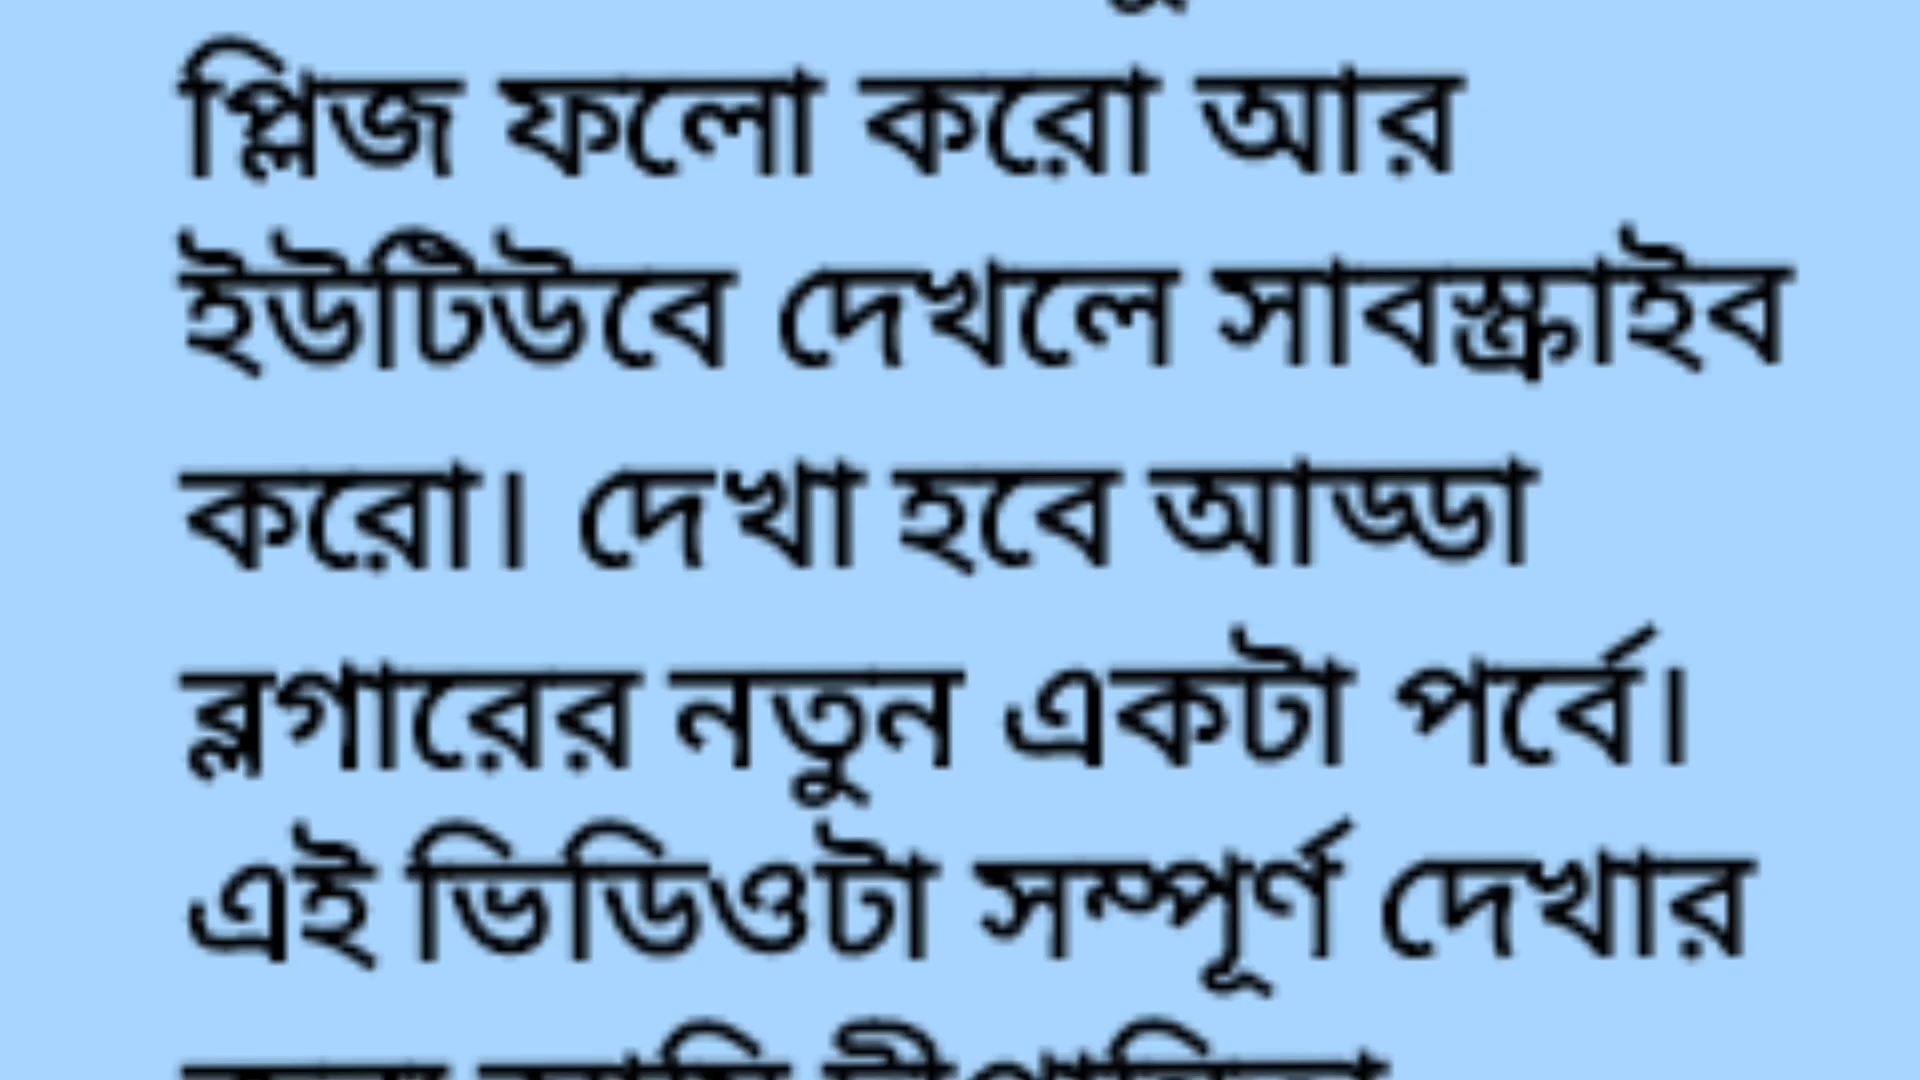 প্লিজ ফলো করো আর
ইউটিউবে দেখলে সাবস্ক্রাইব
করো। দেখা হবে আড্ডা
ব্লগারের নতুন একটা পর্বে।
এই ভিডিওটা সম্পূর্ণ দেখার